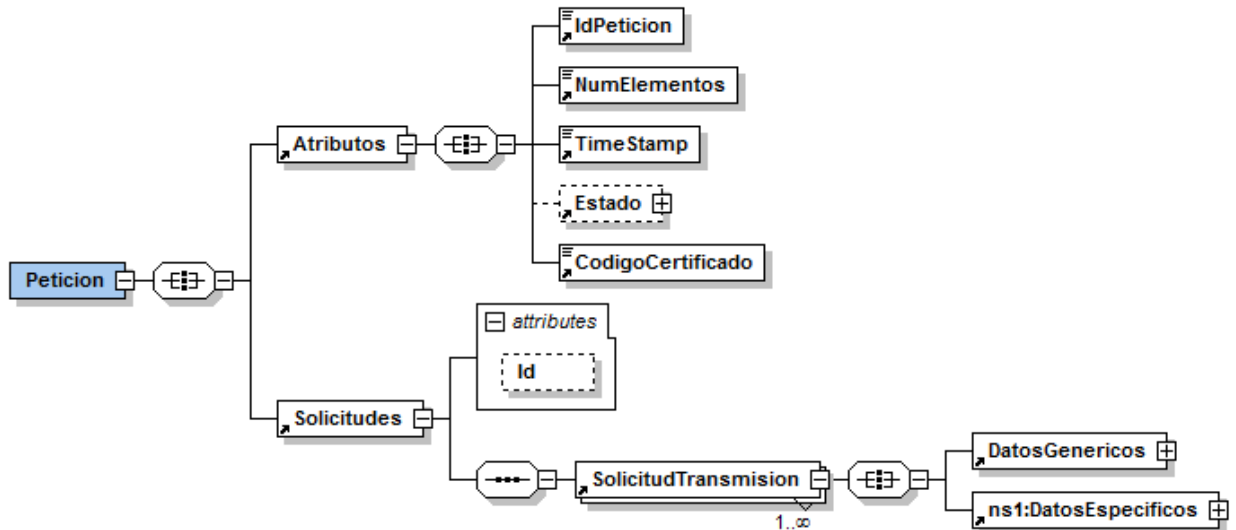 IdPeticion
NumElementos
Atributos
TimeStamp
Estado
CodigoCertificado
Peticion
attributes
Id
Solicitudes
SolicitudTransmision
1..∞
DatosGenericos
ns1:DatosEspecificos